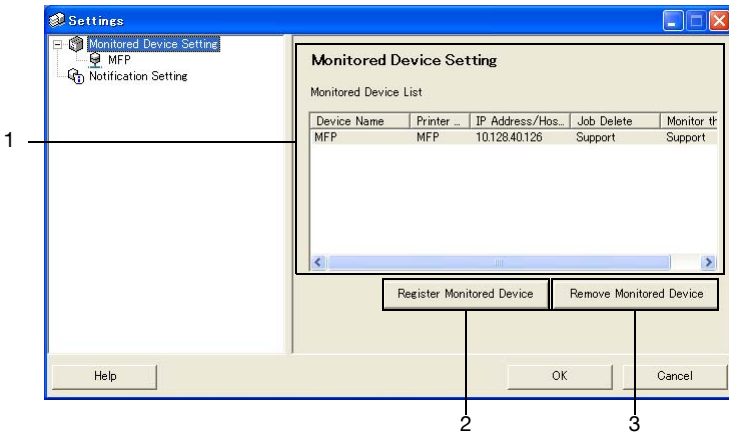 Settings
Monitored Device Setting
MFP
Notification Setting
Monitored Device Setting
Monitored Device List
Device Name Printer ... IP Address/Hos... Job Delete Monitor th
MFP MFP 10.128.40.126 Support Support
1
Register Monitored Device Remove Monitored Device
Help OK Cancel
2 3